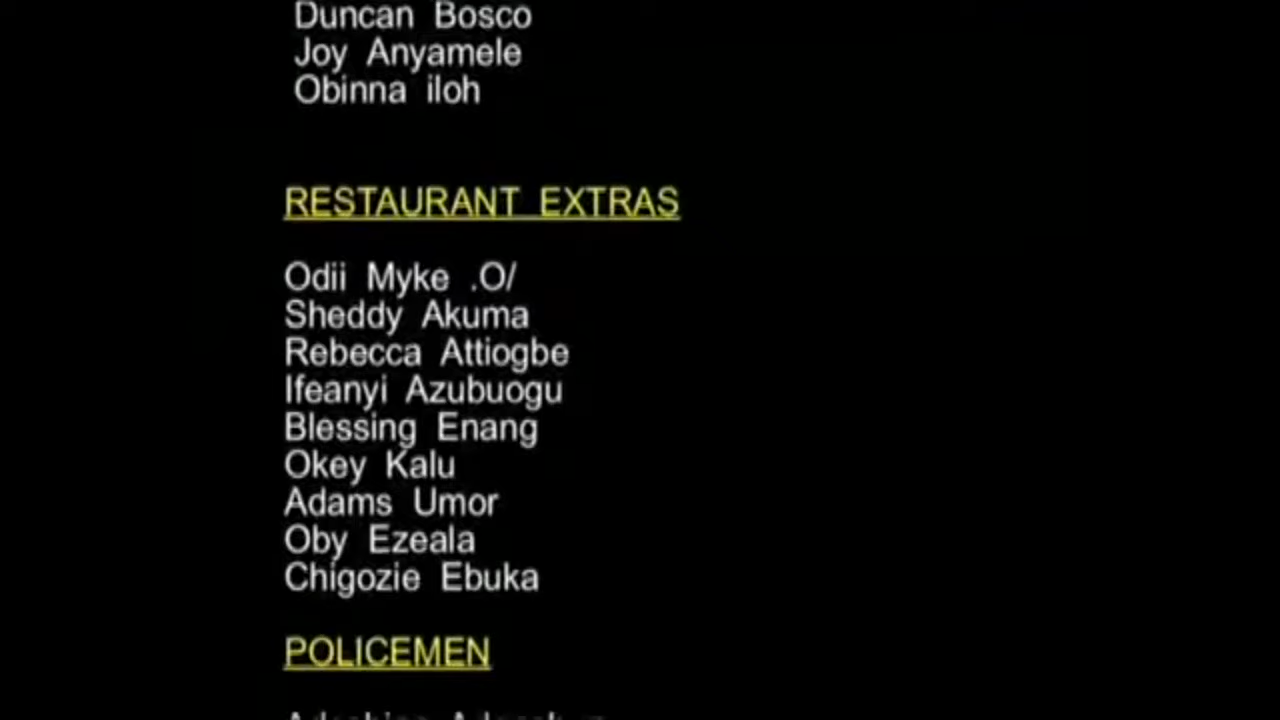 Duncan Bosco
Joy Anyamele
Obinna iloh
RESTAURANT EXTRAS
Odii Myke .O/
Sheddy Akuma
Rebecca Attiogbe
Ifeanyi Azubuogu
Blessing Enang
Okey Kalu
Adams Umor
Oby Ezeala
Chigozie Ebuka
POLICEMEN